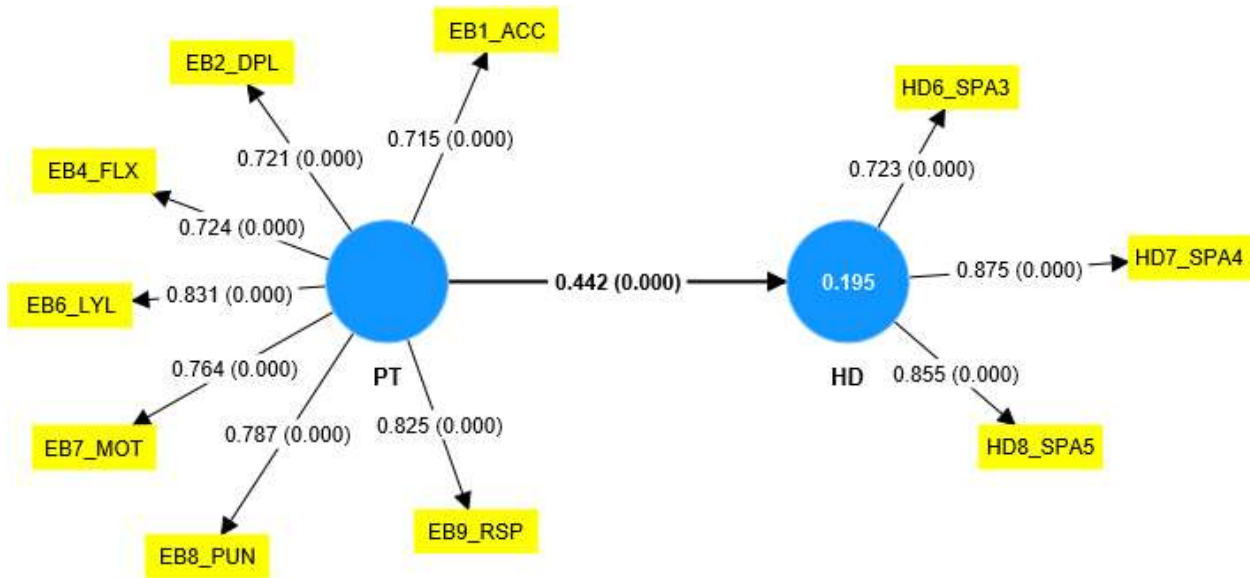 EB1_ACC
EB2_DPL
HD6_SPA3
0.715 (0.000)
0.721 (0.000)
EB4_FLX
0.723 (0.000)
0.724 (0.000)
HD7_SPA4
0.875 (0.000)
0.442 (0.000)
0.195
EB6_LYL
0.831 (0.000)
0.764 (0.000)
PT
HD
0.855 (0.000)
0.787 (0.000)
0.825 (0.000)
EB7_MOT
HD8_SPA5
EB9_RSP
EB8_PUN